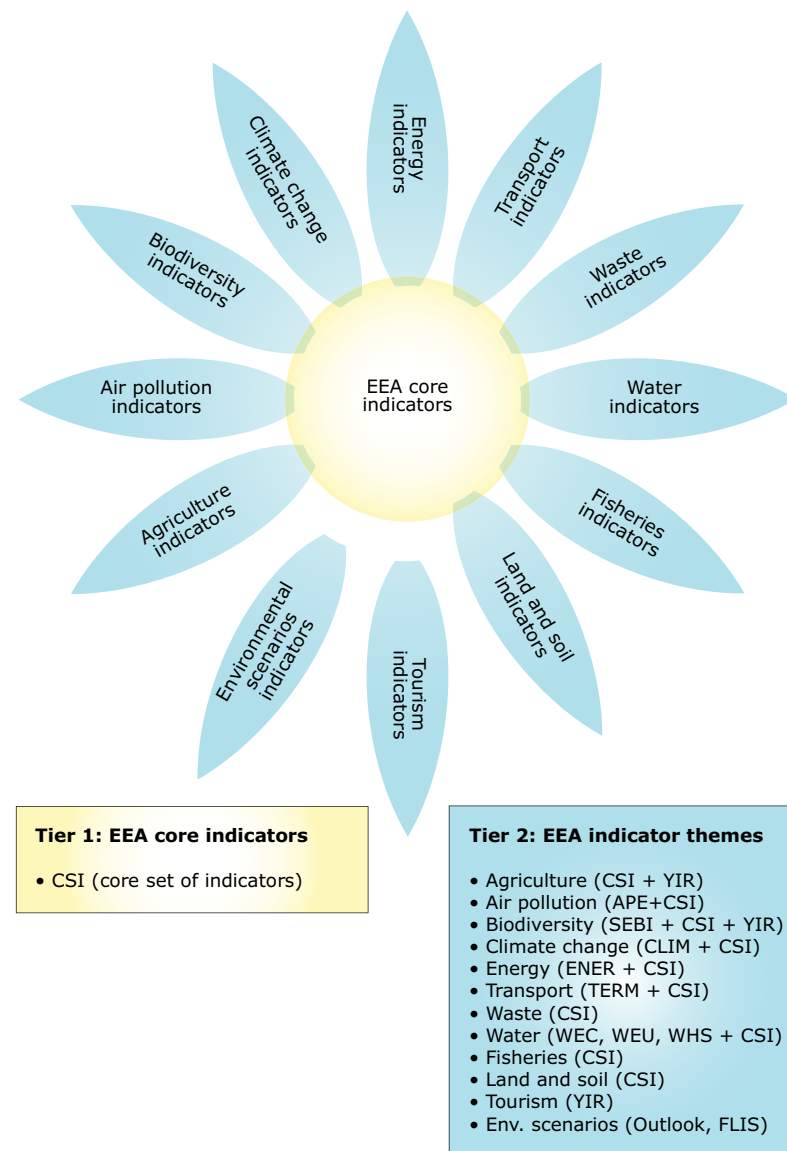 Energy
indicators
Transport
indicators
Waste
indicators
Water
indicators
Fisheries
indicators
Land and soil
indicators
Tourism
indicators
Environmental
scenarios
indicators
Agriculture
indicators
Air pollution
indicators
Biodiversity
indicators
Climate change
indicators
EEA core
indicators
Tier 1: EEA core indicators
• CSI (core set of indicators)
Tier 2: EEA indicator themes
• Agriculture (CSI + YIR)
• Air pollution (APE+CSI)
• Biodiversity (SEBI + CSI + YIR)
• Climate change (CLIM + CSI)
• Energy (ENER + CSI)
• Transport (TERM + CSI)
• Waste (CSI)
• Water (WEC, WEU, WHS + CSI)
• Fisheries (CSI)
• Land and soil (CSI)
• Tourism (YIR)
• Env. scenarios (Outlook, FLIS)